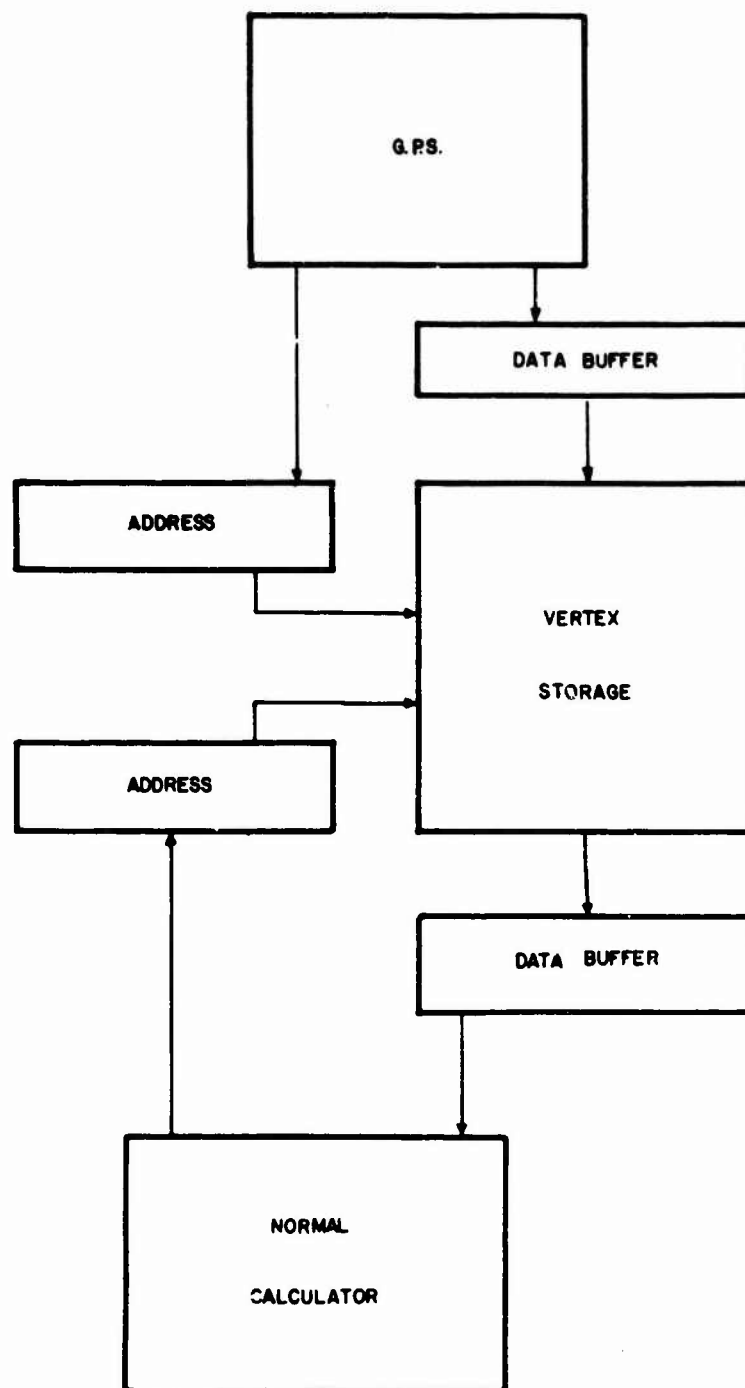 G.P.S.
DATA BUFFER
ADDRESS
VERTEX
STORAGE
ADDRESS
DATA BUFFER
NORMAL
CALCULATOR